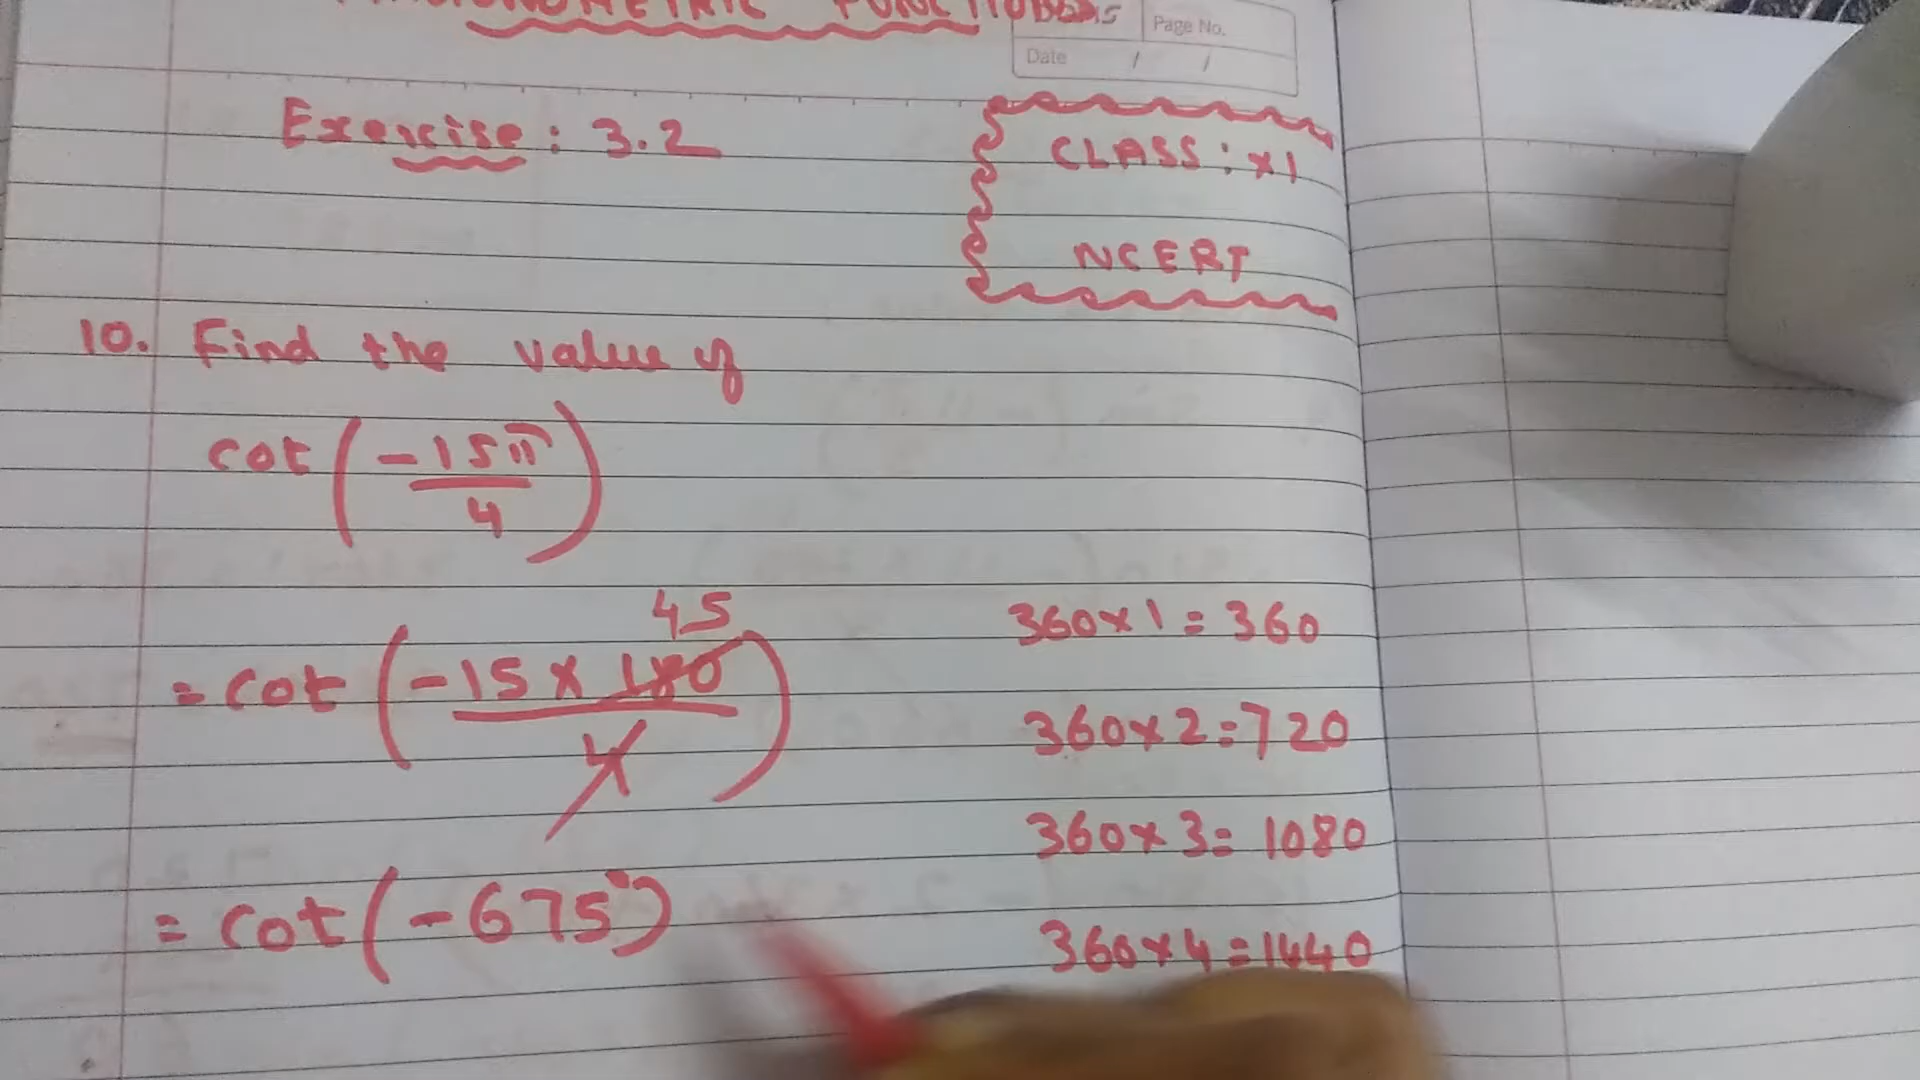 FUNCTIONS
Page No.
Date / /
Exercise : 3.2
CLASS : XI
NCERT
10. Find the value of
cot(-15π/4)
45
= cot(-15 × 180/4)
= cot(-675°)
360×1 = 360
360×2 = 720
360×3 = 1080
360×4 = 1440